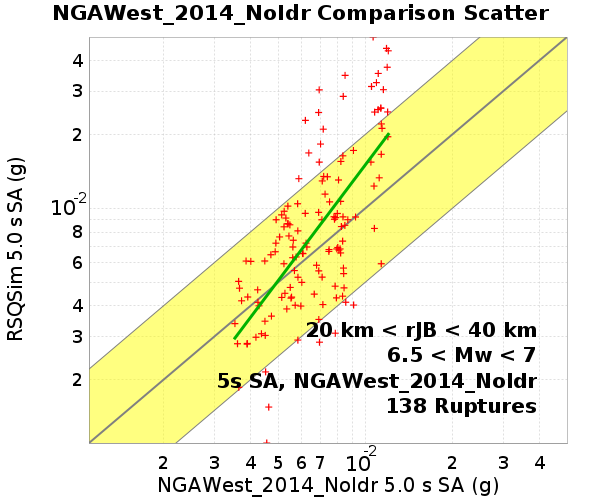 NGAWest_2014_NoIdr Comparison Scatter
4
3
2
10-2
8
6
4
3
2
RSQSim 5.0 s SA (g)
20 km < rJB < 40 km
6.5 < Mw < 7
5s SA, NGAWest_2014_NoIdr
138 Ruptures
2 3 4 5 6 7 10-2 2 3 4
NGAWest_2014_NoIdr 5.0 s SA (g)